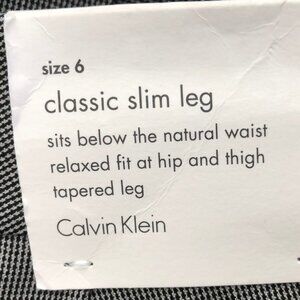 size 6
classic slim leg
sits below the natural waist
relaxed fit at hip and thigh
tapered leg
Calvin Klein